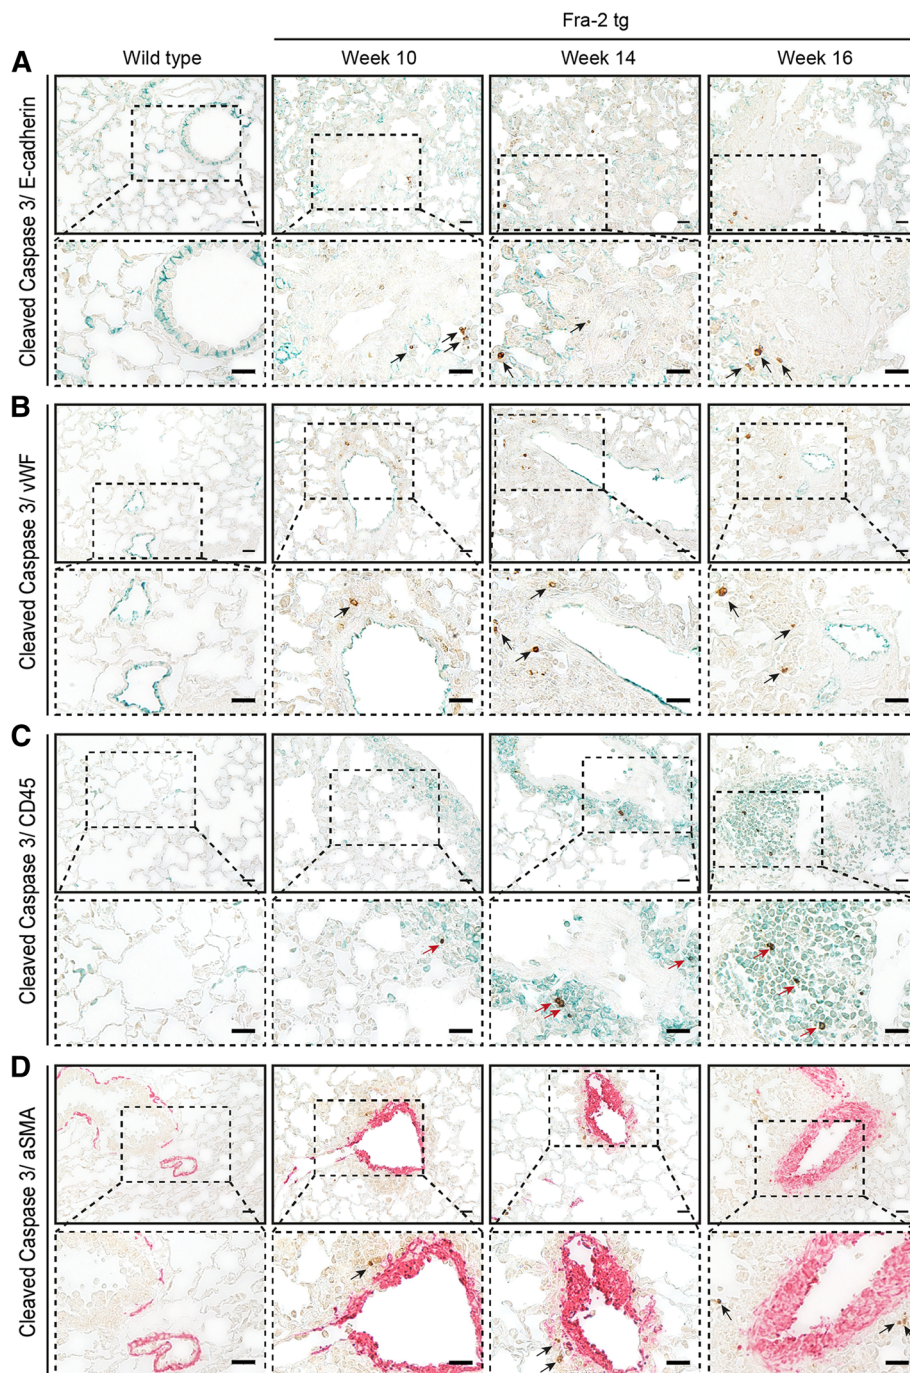 Fra-2 tg
Wild type Week 10 Week 14 Week 16
A
Cleaved Caspase 3/ E-cadherin
B
Cleaved Caspase 3/ vWF
C
Cleaved Caspase 3/ CD45
D
Cleaved Caspase 3/ aSMA